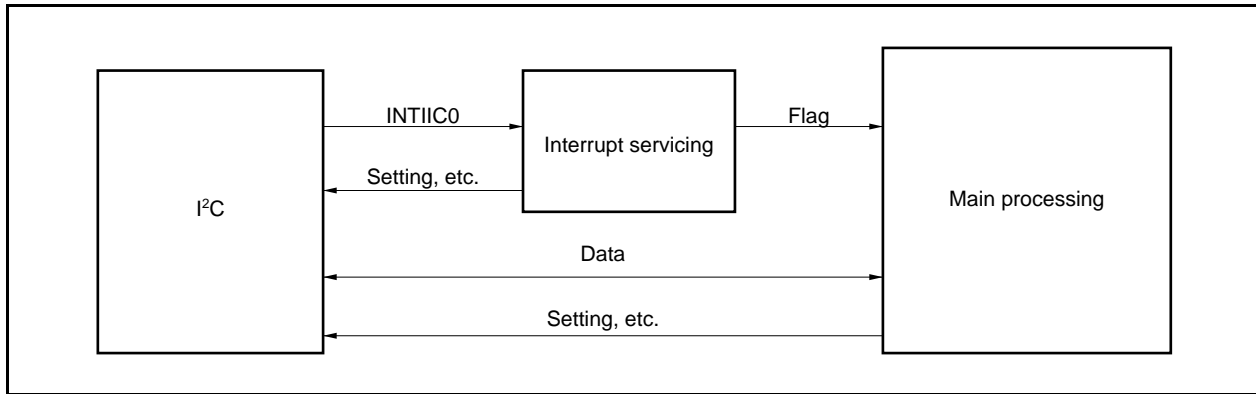 INTIIC0
Flag
Interrupt servicing
Setting, etc.
I²C
Main processing
Data
Setting, etc.